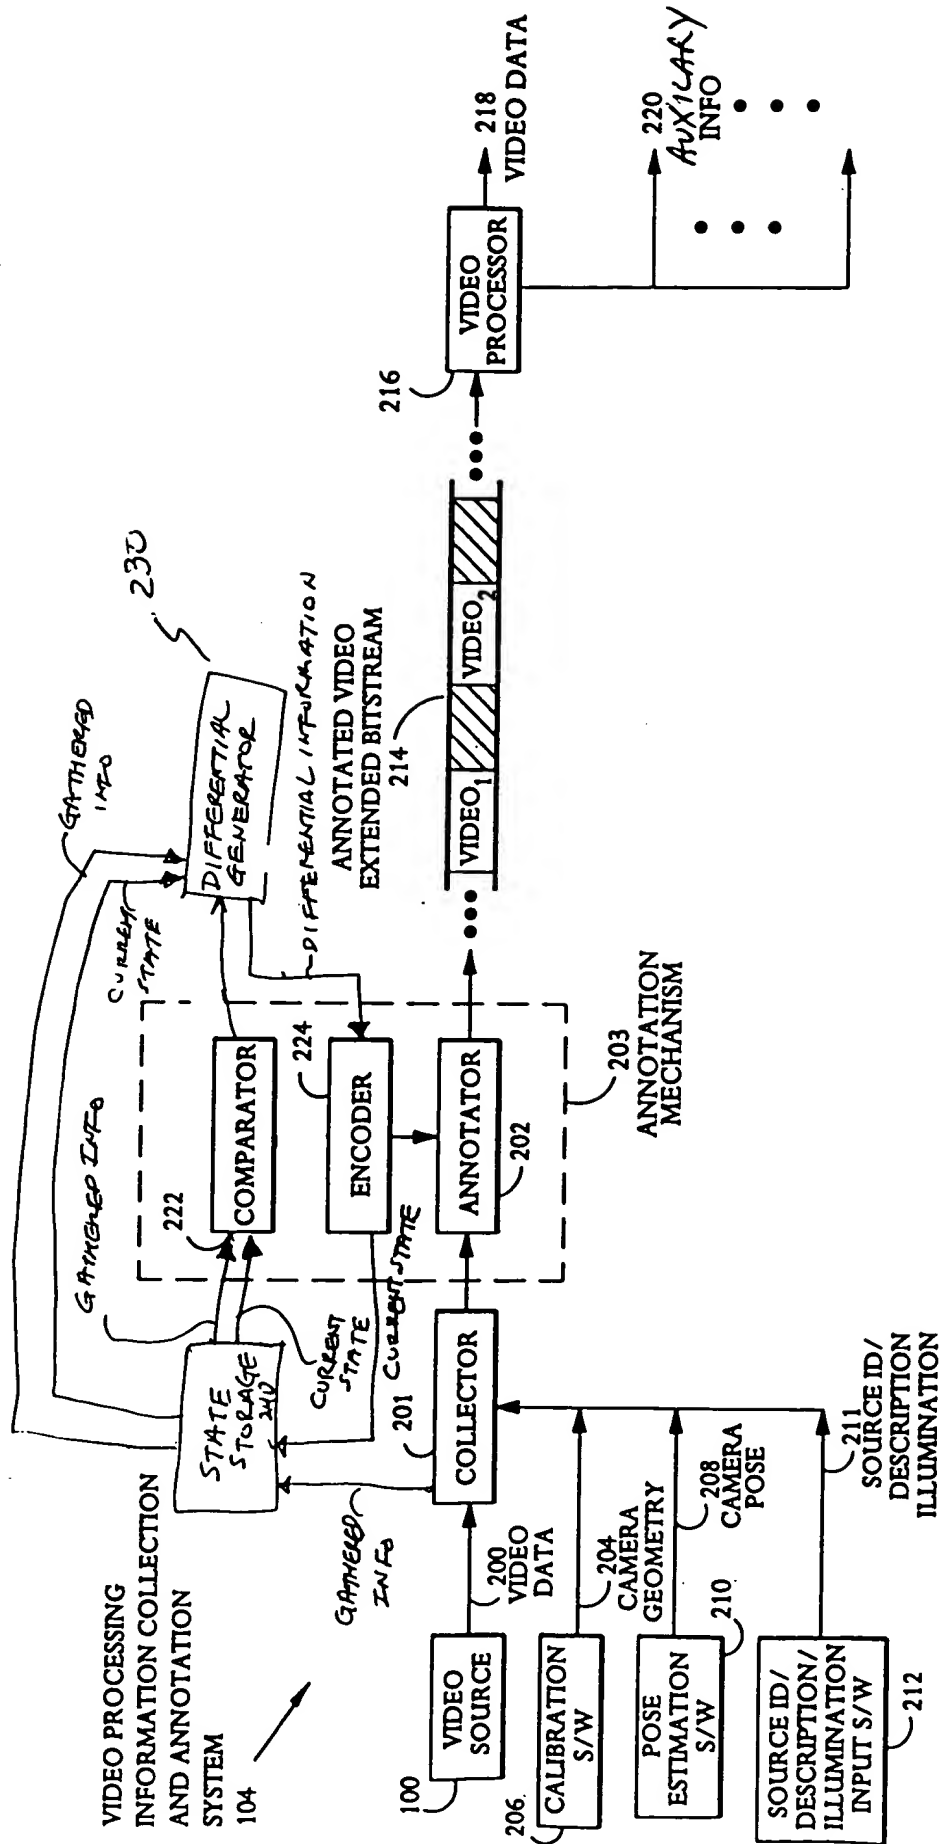 VIDEO PROCESSING
INFORMATION COLLECTION
AND ANNOTATION
SYSTEM
104
GATHERED
INFO
CURRENT
STATE
230
DIFFERENTIAL
GENERATOR
DIFFERENTIAL INFORMATION
GATHERED INFO
STATE
STORAGE
240
CURRENT
STATE
CURRENT STATE
GATHERED
INFO
222
COMPARATOR
224
ENCODER
ANNOTATOR
202
203
ANNOTATION
MECHANISM
201
COLLECTOR
100
VIDEO
SOURCE
200
VIDEO
DATA
206
CALIBRATION
S/W
204
CAMERA
GEOMETRY
POSE
ESTIMATION
S/W
210
208
CAMERA
POSE
SOURCE ID/
DESCRIPTION/
ILLUMINATION
INPUT S/W
212
211
SOURCE ID/
DESCRIPTION
ILLUMINATION
ANNOTATED VIDEO
EXTENDED BITSTREAM
214
VIDEO1
VIDEO2
216
VIDEO
PROCESSOR
218
VIDEO DATA
220
AUXILARY
INFO